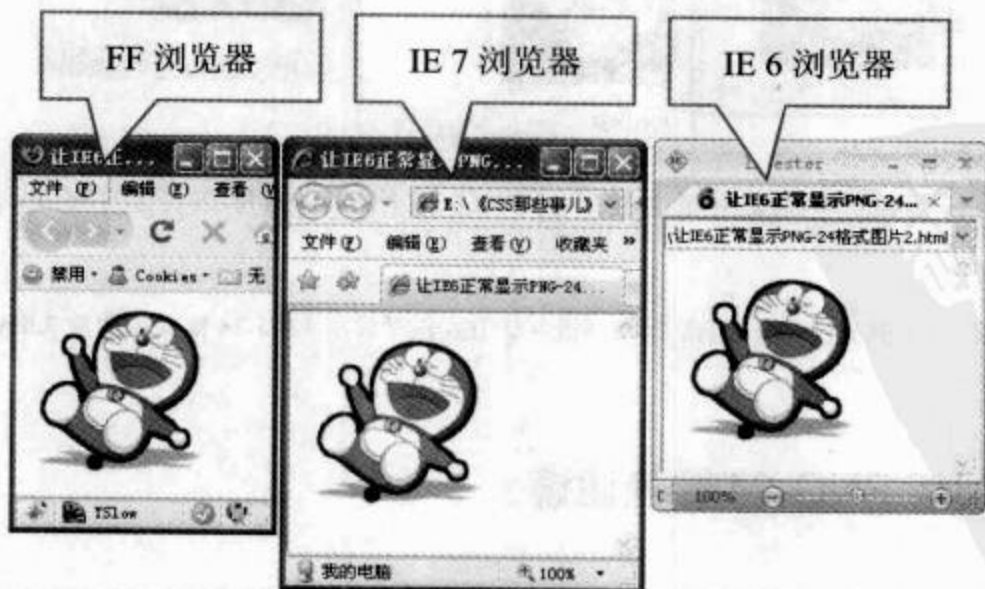 FF 浏览器
IE 7 浏览器
IE 6 浏览器
让IE6正...
文件(F) 编辑(E) 查看(V
禁用 Cookies 无
YSlow
让IE6正常显示PNG...
E:\《CSS那些事儿》
文件(F) 编辑(E) 查看(V) 收藏夹 »
让IE6正常显示PNG-24...
我的电脑 100%
让IE6正常显示PNG-24...
\让IE6正常显示PNG-24格式图片2.html
100%